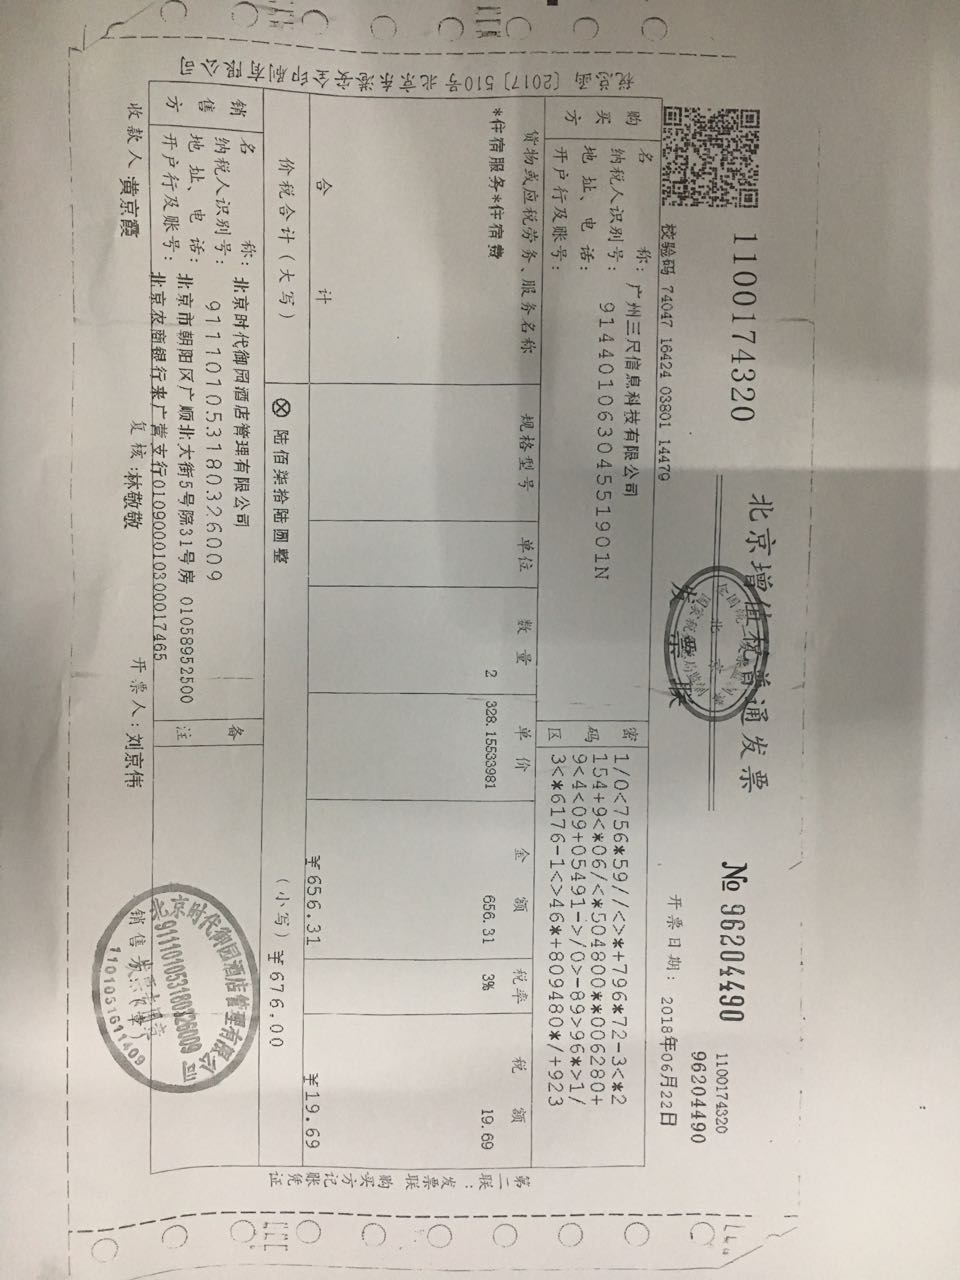 1100174320
北京增值税普通发票
发票联
№ 96204490
1100174320
96204490
校验码 74047 16424 03801 14479
开票日期: 2018年06月22日
税总函 [2017] 510号 北京东港安全印刷有限公司
购买方
名 称: 广州三尺信息科技有限公司
纳税人识别号: 91440106304551901N
地址、电话:
开户行及账号:
密码区
1/0<756*59//<>*+796*72-3<*2
154+9<*06/<*504800**006280+
9<4<09+05491->/0>-89>96*>1/
3<*6176-1<>46*+809480*/+923
货物或应税劳务、服务名称 规格型号 单位 数量 单价 金额 税率 税额
*住宿服务*住宿费 2 328.15533981 656.31 3% 19.69
合 计 ¥656.31 ¥19.69
价税合计(大写) ⊗ 陆佰柒拾陆圆整 (小写) ¥676.00
销售方
名 称: 北京时代御园酒店管理有限公司
纳税人识别号: 911101053180326009
地址、电话: 北京市朝阳区广顺北大街5号院31号房 01058952500
开户行及账号: 北京农商银行来广营支行0109000103000017465
备注
收款人: 黄京霞 复核: 林敬敏 开票人: 刘京伟 销售方:(章)
北京时代御园酒店管理有限公司
911101053180326009
1101051611409
第二联:发票联 购买方记账凭证